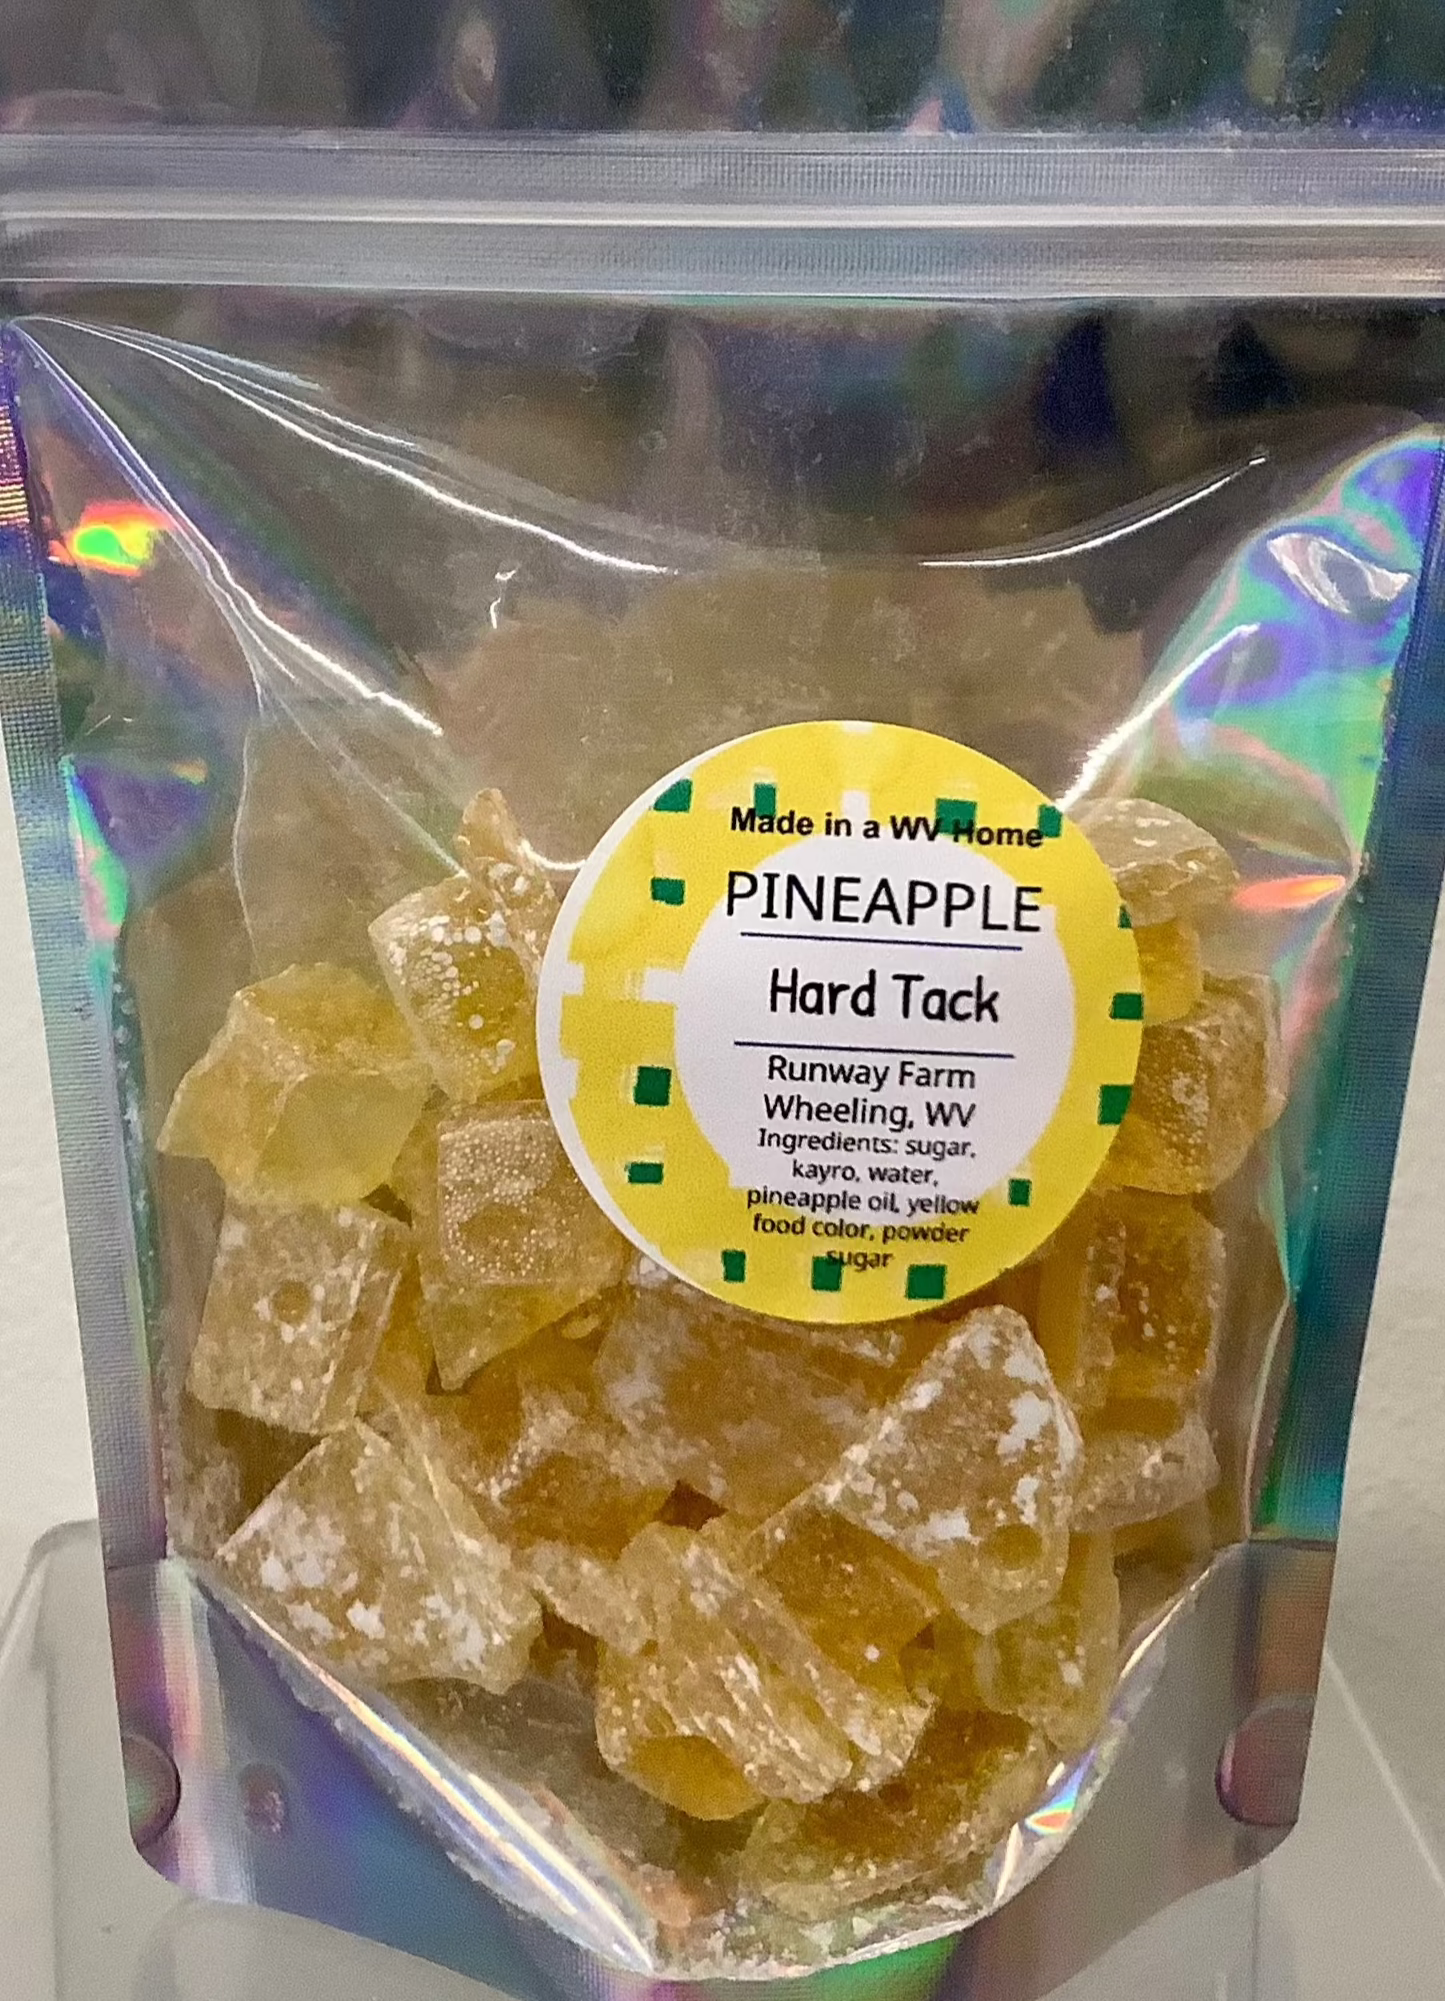 Made in a WV Home
PINEAPPLE
Hard Tack
Runway Farm
Wheeling, WV
Ingredients: sugar,
kayro, water,
pineapple oil, yellow
food color, powder
sugar